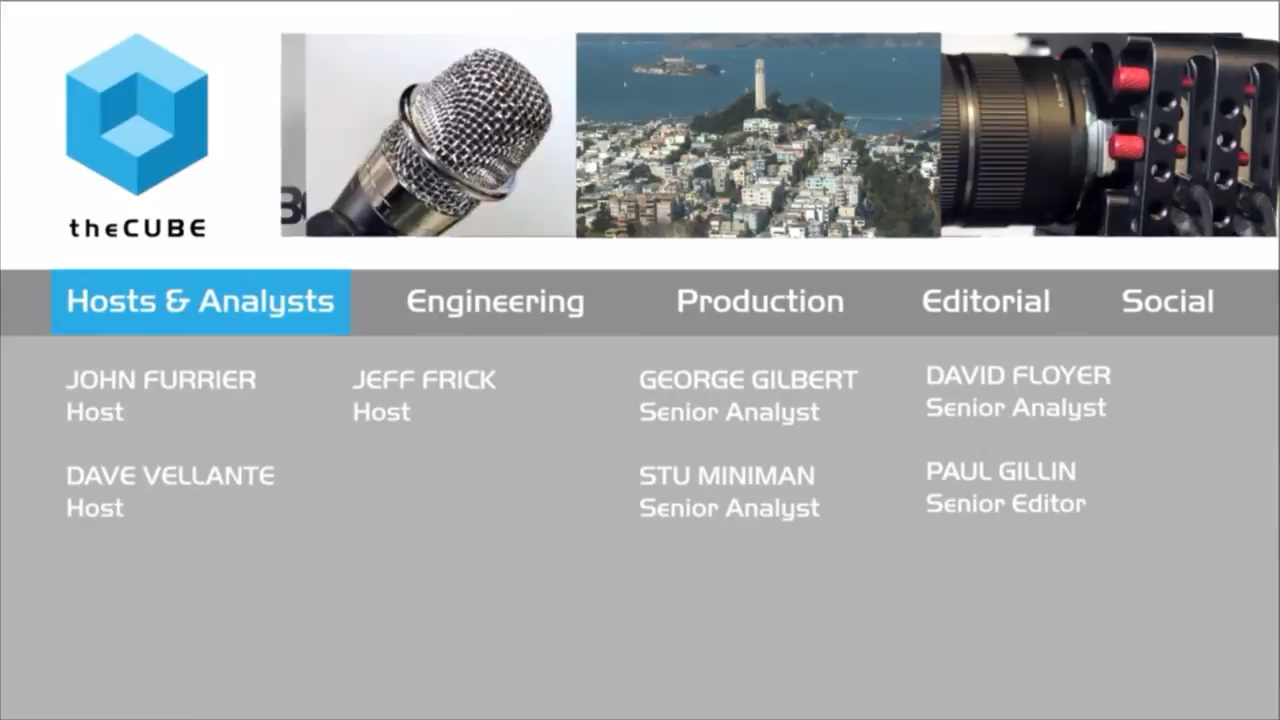 theCUBE
Hosts & Analysts
Engineering
Production
Editorial
Social
JOHN FURRIER
Host
JEFF FRICK
Host
GEORGE GILBERT
Senior Analyst
DAVID FLOYER
Senior Analyst
DAVE VELLANTE
Host
STU MINIMAN
Senior Analyst
PAUL GILLIN
Senior Editor